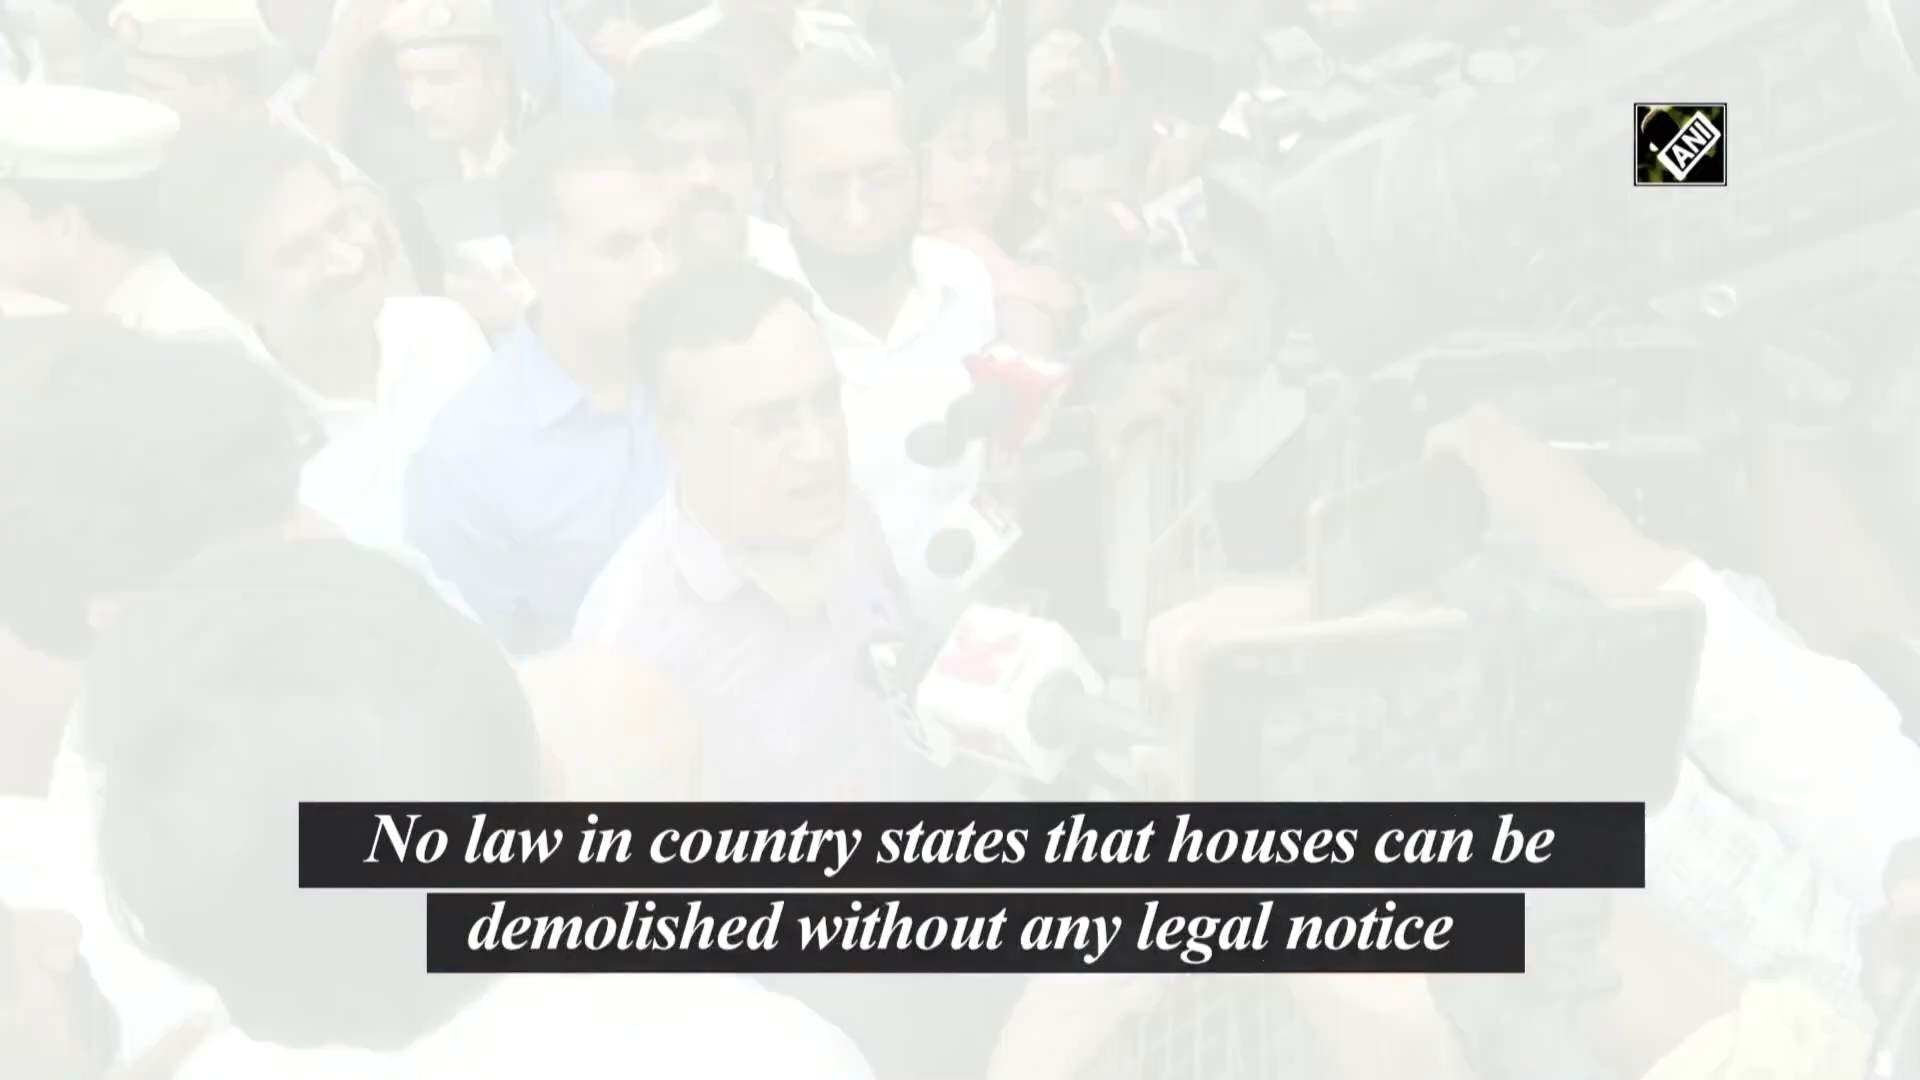 ANI
No law in country states that houses can be
demolished without any legal notice